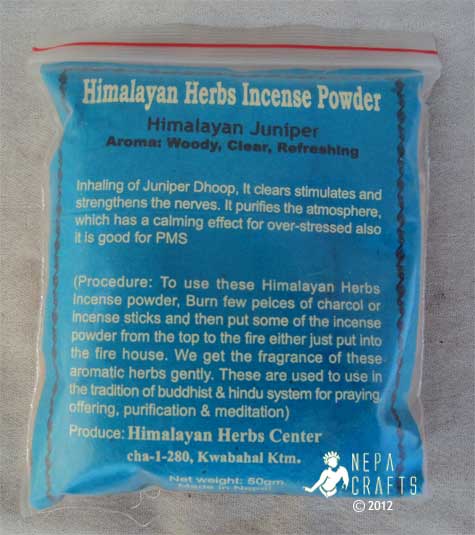 Himalayan Herbs Incense Powder
Himalayan Juniper
Aroma: Woody, Clear, Refreshing
Inhaling of Juniper Dhoop, It clears stimulates and
strengthens the nerves. It purifies the atmosphere,
which has a calming effect for over-stressed also
it is good for PMS
(Procedure: To use these Himalayan Herbs
Incense powder, Burn few peices of charcol or
incense sticks and then put some of the incense
powder from the top to the fire either just put into
the fire house. We get the fragrance of these
aromatic herbs gently. These are used to use in
the tradition of buddhist & hindu system for praying,
offering, purification & meditation)
Produce: Himalayan Herbs Center
cha-1-280, Kwabahal Ktm.
Net weight: 50gm.
Made in Nepal
NEPA
CRAFTS
© 2012